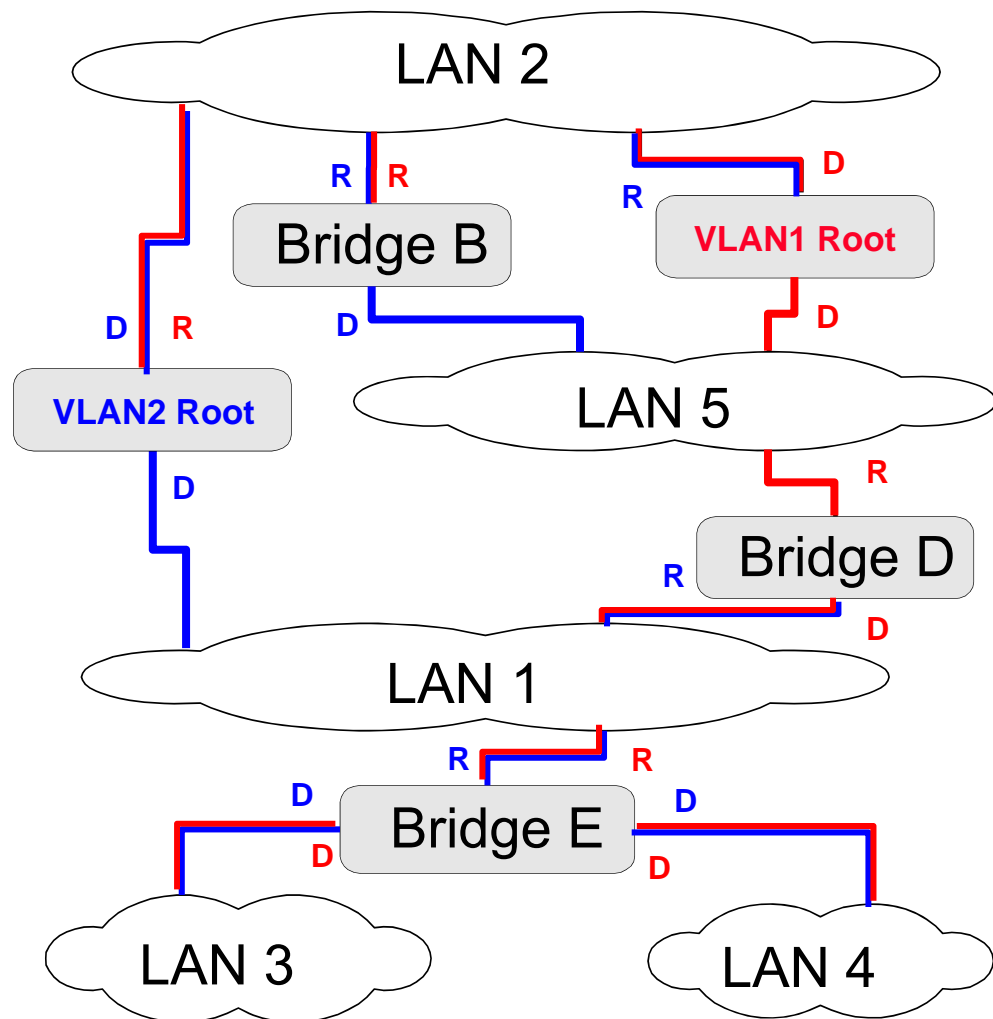 LAN 2
D
R R
R
Bridge B
VLAN1 Root
D
D
D R
VLAN2 Root
LAN 5
R
D
Bridge D
R
D
LAN 1
R R
D
D
Bridge E
D
D
LAN 3
LAN 4